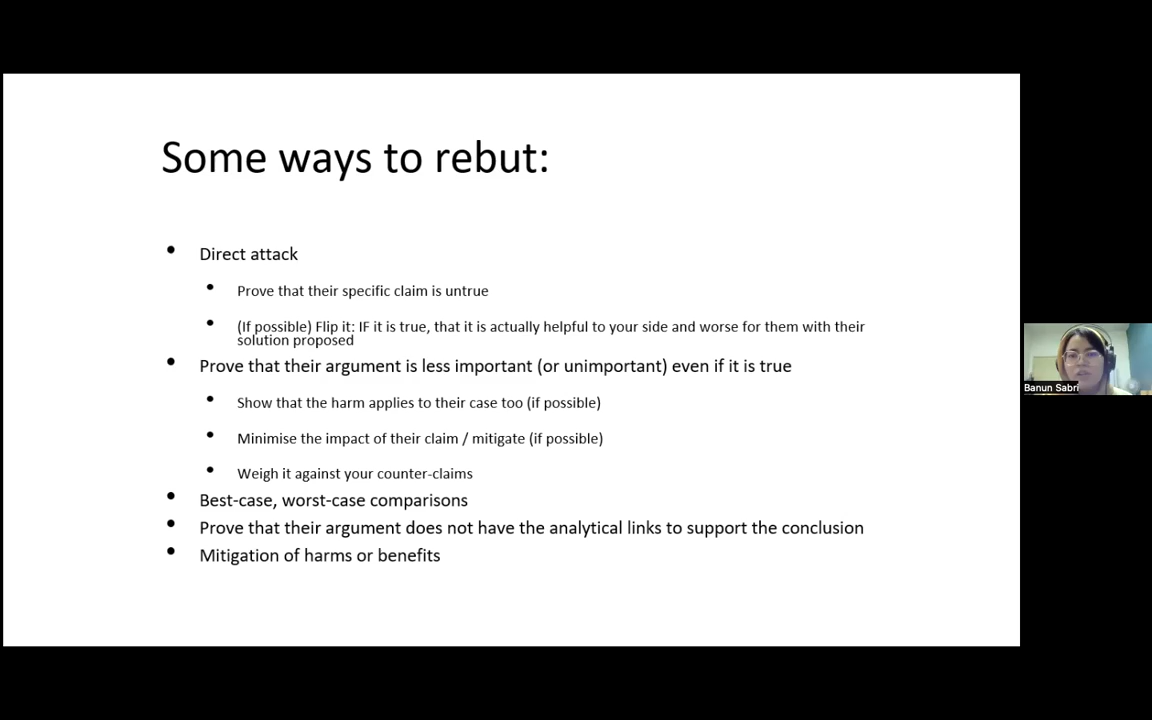 Some ways to rebut:
• Direct attack
• Prove that their specific claim is untrue
• (If possible) Flip it: IF it is true, that it is actually helpful to your side and worse for them with their
solution proposed
• Prove that their argument is less important (or unimportant) even if it is true
• Show that the harm applies to their case too (if possible)
• Minimise the impact of their claim / mitigate (if possible)
• Weigh it against your counter-claims
• Best-case, worst-case comparisons
• Prove that their argument does not have the analytical links to support the conclusion
• Mitigation of harms or benefits
Banun Sabri